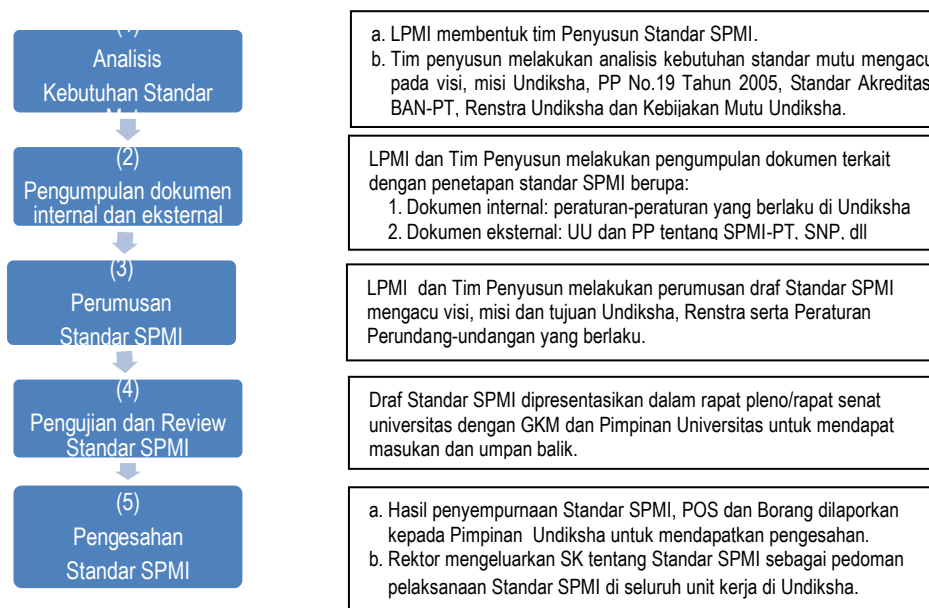 Analisis
Kebutuhan Standar
a. LPMI membentuk tim Penyusun Standar SPMI.
b. Tim penyusun melakukan analisis kebutuhan standar mutu mengacu
pada visi, misi Undiksha, PP No.19 Tahun 2005, Standar Akreditas
BAN-PT, Renstra Undiksha dan Kebijakan Mutu Undiksha.
(2)
Pengumpulan dokumen
internal dan eksternal
LPMI dan Tim Penyusun melakukan pengumpulan dokumen terkait
dengan penetapan standar SPMI berupa:
1. Dokumen internal: peraturan-peraturan yang berlaku di Undiksha
2. Dokumen eksternal: UU dan PP tentang SPMI-PT, SNP, dll
(3)
Perumusan
Standar SPMI
LPMI dan Tim Penyusun melakukan perumusan draf Standar SPMI
mengacu visi, misi dan tujuan Undiksha, Renstra serta Peraturan
Perundang-undangan yang berlaku.
(4)
Pengujian dan Review
Standar SPMI
Draf Standar SPMI dipresentasikan dalam rapat pleno/rapat senat
universitas dengan GKM dan Pimpinan Universitas untuk mendapat
masukan dan umpan balik.
(5)
Pengesahan
Standar SPMI
a. Hasil penyempurnaan Standar SPMI, POS dan Borang dilaporkan
kepada Pimpinan Undiksha untuk mendapatkan pengesahan.
b. Rektor mengeluarkan SK tentang Standar SPMI sebagai pedoman
pelaksanaan Standar SPMI di seluruh unit kerja di Undiksha.